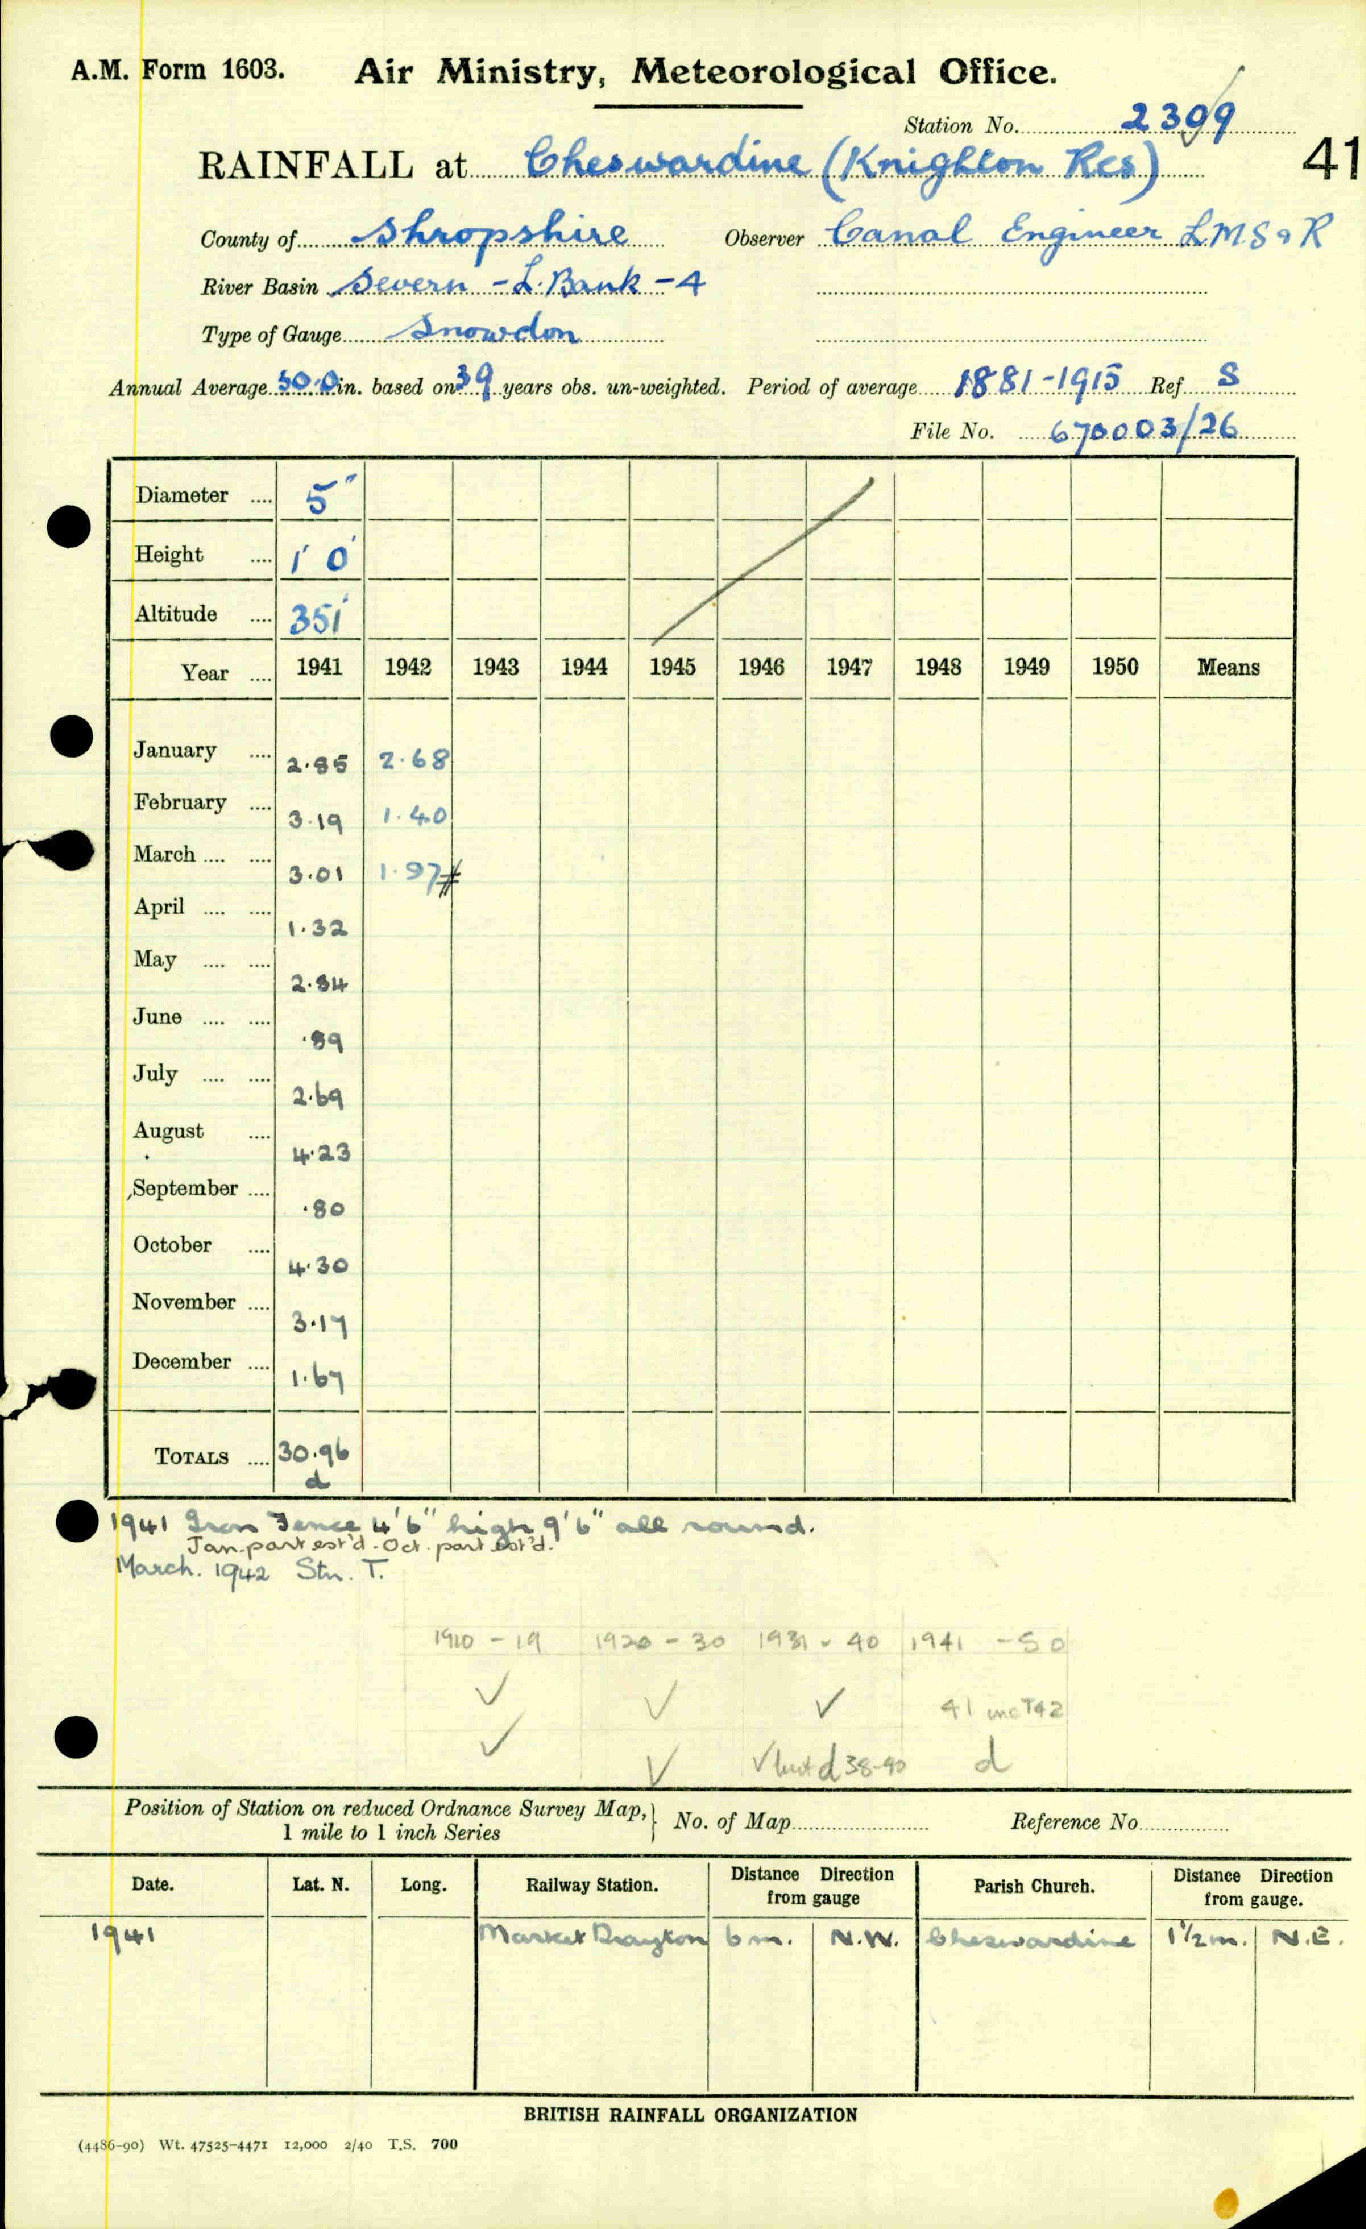 A.M. Form 1603. Air Ministry, Meteorological Office.
Station No. 2309
41
RAINFALL at Cheswardine (Knighton Res)
County of Shropshire Observer Canal Engineer LMS & R
River Basin Severn - L. Bank - 4
Type of Gauge Snowdon
Annual Average 30.0 in. based on 39 years obs. un-weighted. Period of average 1881-1915 Ref S
File No. 670003/26
Diameter .... 5"
Height .... 1' 0"
Altitude .... 351'
Year .... 1941 1942 1943 1944 1945 1946 1947 1948 1949 1950 Means
January .... 2.85 2.68
February .... 3.19 1.40
March .... .... 3.01 1.97 #
April .... .... 1.32
May .... .... 2.84
June .... .... .89
July .... .... 2.69
August .... 4.23
September .... .80
October .... 4.30
November .... 3.17
December .... 1.67
TOTALS .... 30.96
d
1941 Iron Fence 4'6" high 9'6" all round.
Jan. part est'd. Oct. part est'd.
March. 1942 Stn. T.
1910 - 19 1920 - 30 1931 - 40 1941 - 50
✓ ✓ ✓ 41 inc T42
✓ ✓ ✓ but d 38-40 d
Position of Station on reduced Ordnance Survey Map, 1 mile to 1 inch Series } No. of Map Reference No.
Date. Lat. N. Long. Railway Station. Distance Direction from gauge Parish Church. Distance Direction from gauge.
1941 Market Drayton 6 m. N.W. Cheswardine 1½ m. N.E.
BRITISH RAINFALL ORGANIZATION
(4486-90) Wt. 47525-4471 12,000 2/40 T.S. 700